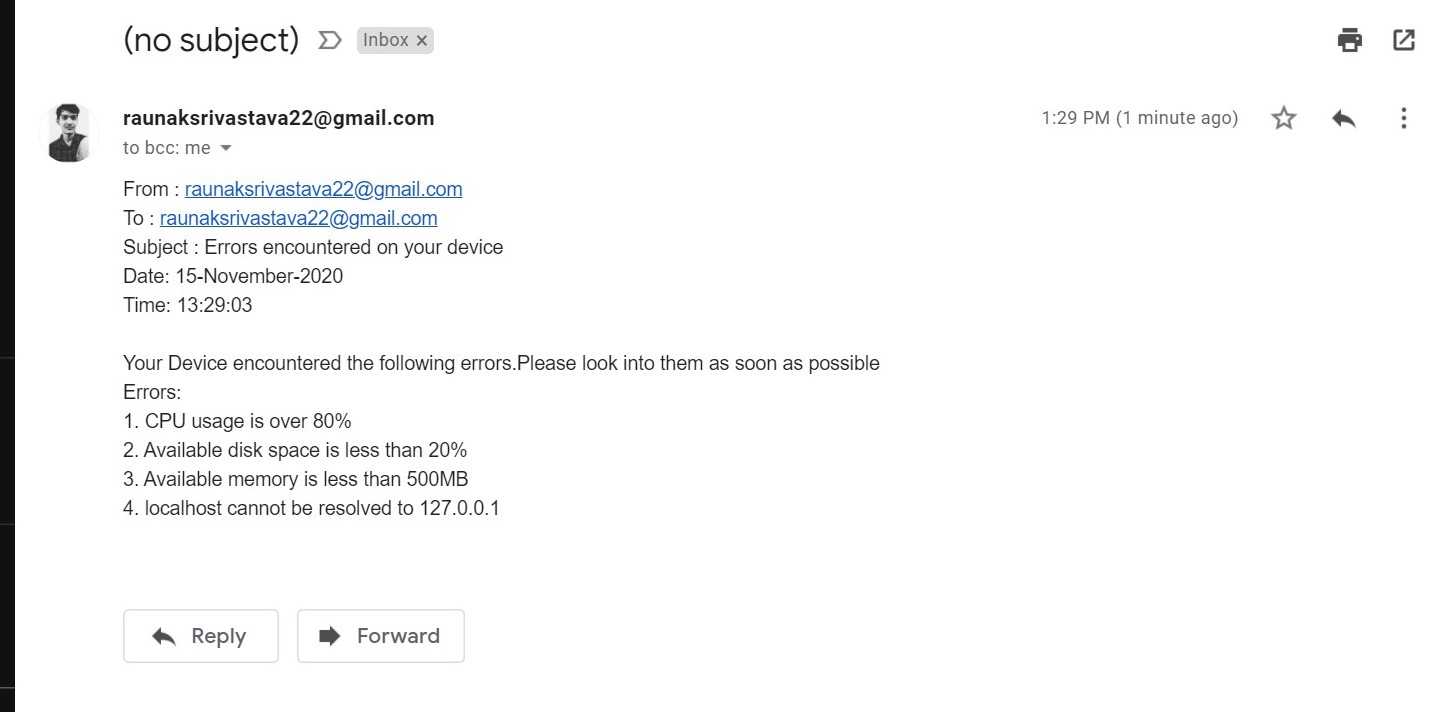 (no subject) Inbox ×
raunaksrivastava22@gmail.com 1:29 PM (1 minute ago)
to bcc: me
From : raunaksrivastava22@gmail.com
To : raunaksrivastava22@gmail.com
Subject : Errors encountered on your device
Date: 15-November-2020
Time: 13:29:03
Your Device encountered the following errors.Please look into them as soon as possible
Errors:
1. CPU usage is over 80%
2. Available disk space is less than 20%
3. Available memory is less than 500MB
4. localhost cannot be resolved to 127.0.0.1
Reply Forward